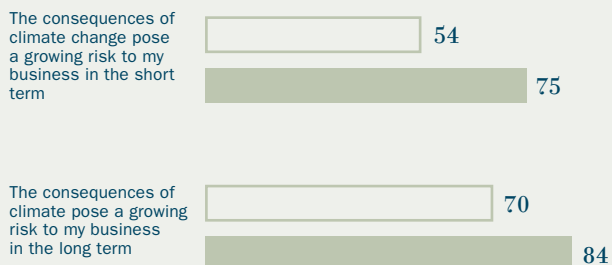 The consequences of
climate change pose
a growing risk to my
business in the short
term
54
75
The consequences of
climate pose a growing
risk to my business
in the long term
70
84